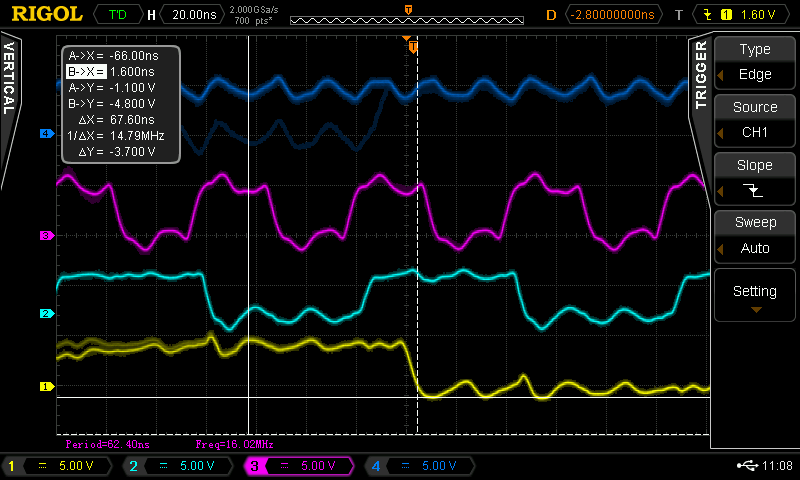 RIGOL T'D H 20.00ns 2.000GSa/s 700 pts* T D -2.80000000ns T 1 1.60 V
VERTICAL
T
A->X = -66.00ns
B->X = 1.600ns
A->Y = -1.100 V
B->Y = -4.800 V
ΔX = 67.60ns
1/ΔX = 14.79MHz
ΔY = -3.700 V
4
3
2
1
Period=62.40ns Freq=16.02MHz
TRIGGER
Type
Edge
Source
CH1
Slope
Sweep
Auto
Setting
1 5.00 V 2 5.00 V 3 5.00 V 4 5.00 V 11:08